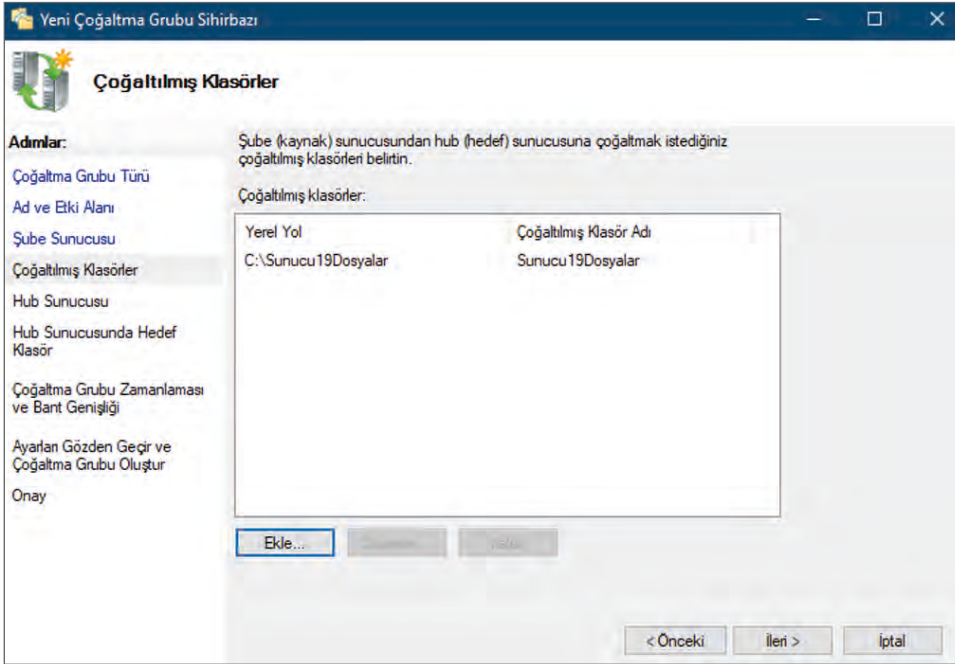 Yeni Çoğaltma Grubu Sihirbazı
Çoğaltılmış Klasörler
Adımlar:
Çoğaltma Grubu Türü
Ad ve Etki Alanı
Şube Sunucusu
Çoğaltılmış Klasörler
Hub Sunucusu
Hub Sunucusunda Hedef
Klasör
Çoğaltma Grubu Zamanlaması
ve Bant Genişliği
Ayarları Gözden Geçir ve
Çoğaltma Grubu Oluştur
Onay
Şube (kaynak) sunucusundan hub (hedef) sunucusuna çoğaltmak istediğiniz
çoğaltılmış klasörleri belirtin.
Çoğaltılmış klasörler:
Yerel Yol Çoğaltılmış Klasör Adı
C:\Sunucu19Dosyalar Sunucu19Dosyalar
Ekle...
< Önceki İleri > İptal